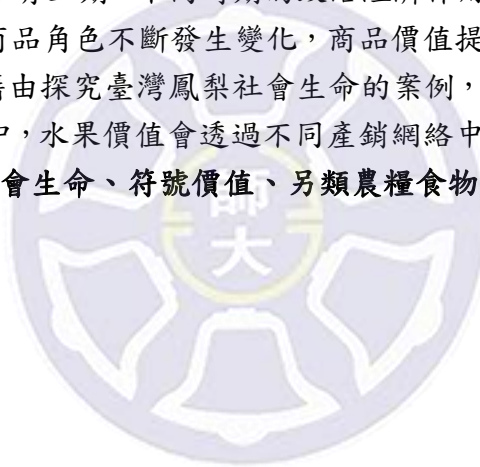 有品角色不斷發生變化，商品價值提
藉由探究臺灣鳳梨社會生命的案例，
中，水果價值會透過不同產銷網絡中
會生命、符號價值、另類農糧食物
師
大